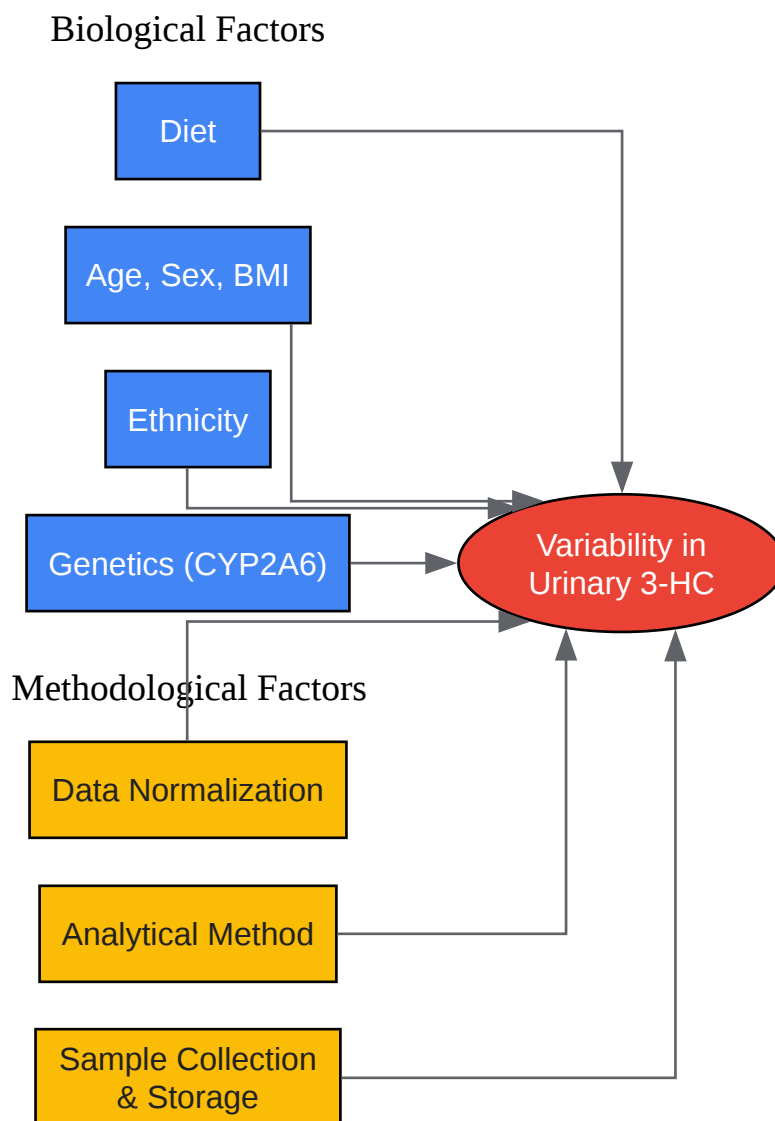 Biological Factors
Diet
Age, Sex, BMI
Ethnicity
Genetics (CYP2A6)
Variability in
Urinary 3-HC
Methodological Factors
Data Normalization
Analytical Method
Sample Collection
& Storage